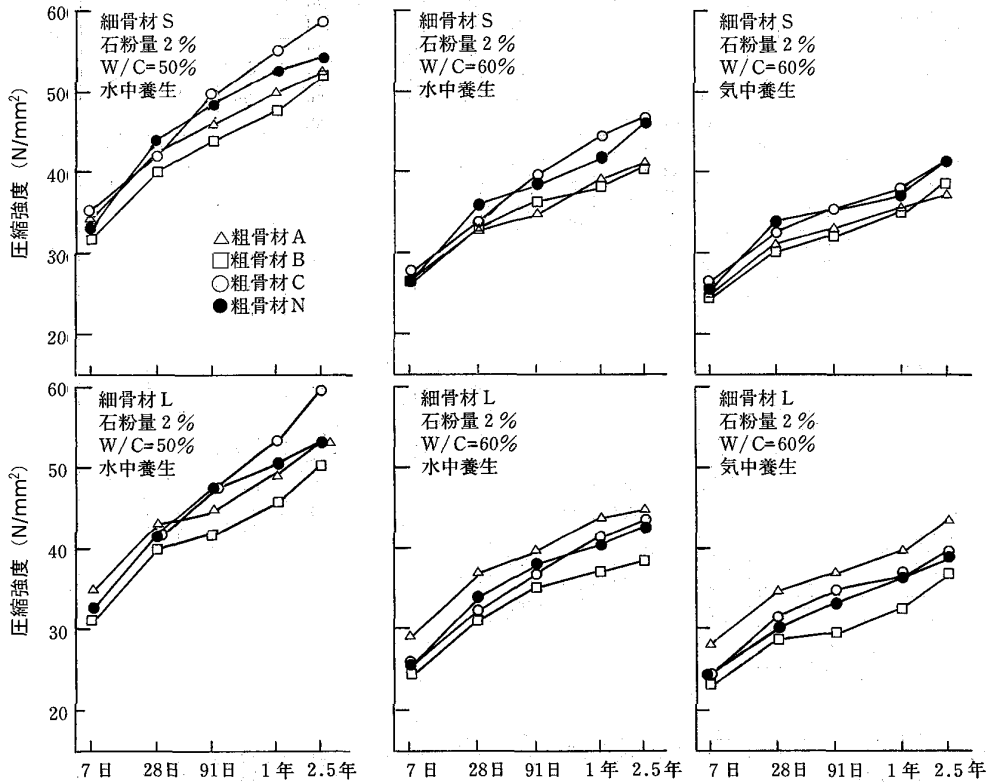 圧縮強度 (N/mm²)
60
50
40
30
20
細骨材S
石粉量2%
W/C=50%
水中養生
△粗骨材A
□粗骨材B
○粗骨材C
●粗骨材N
細骨材S
石粉量2%
W/C=60%
水中養生
細骨材S
石粉量2%
W/C=60%
気中養生
圧縮強度 (N/mm²)
60
50
40
30
20
細骨材L
石粉量2%
W/C=50%
水中養生
細骨材L
石粉量2%
W/C=60%
水中養生
細骨材L
石粉量2%
W/C=60%
気中養生
7日 28日 91日 1年 2.5年
7日 28日 91日 1年 2.5年
7日 28日 91日 1年 2.5年